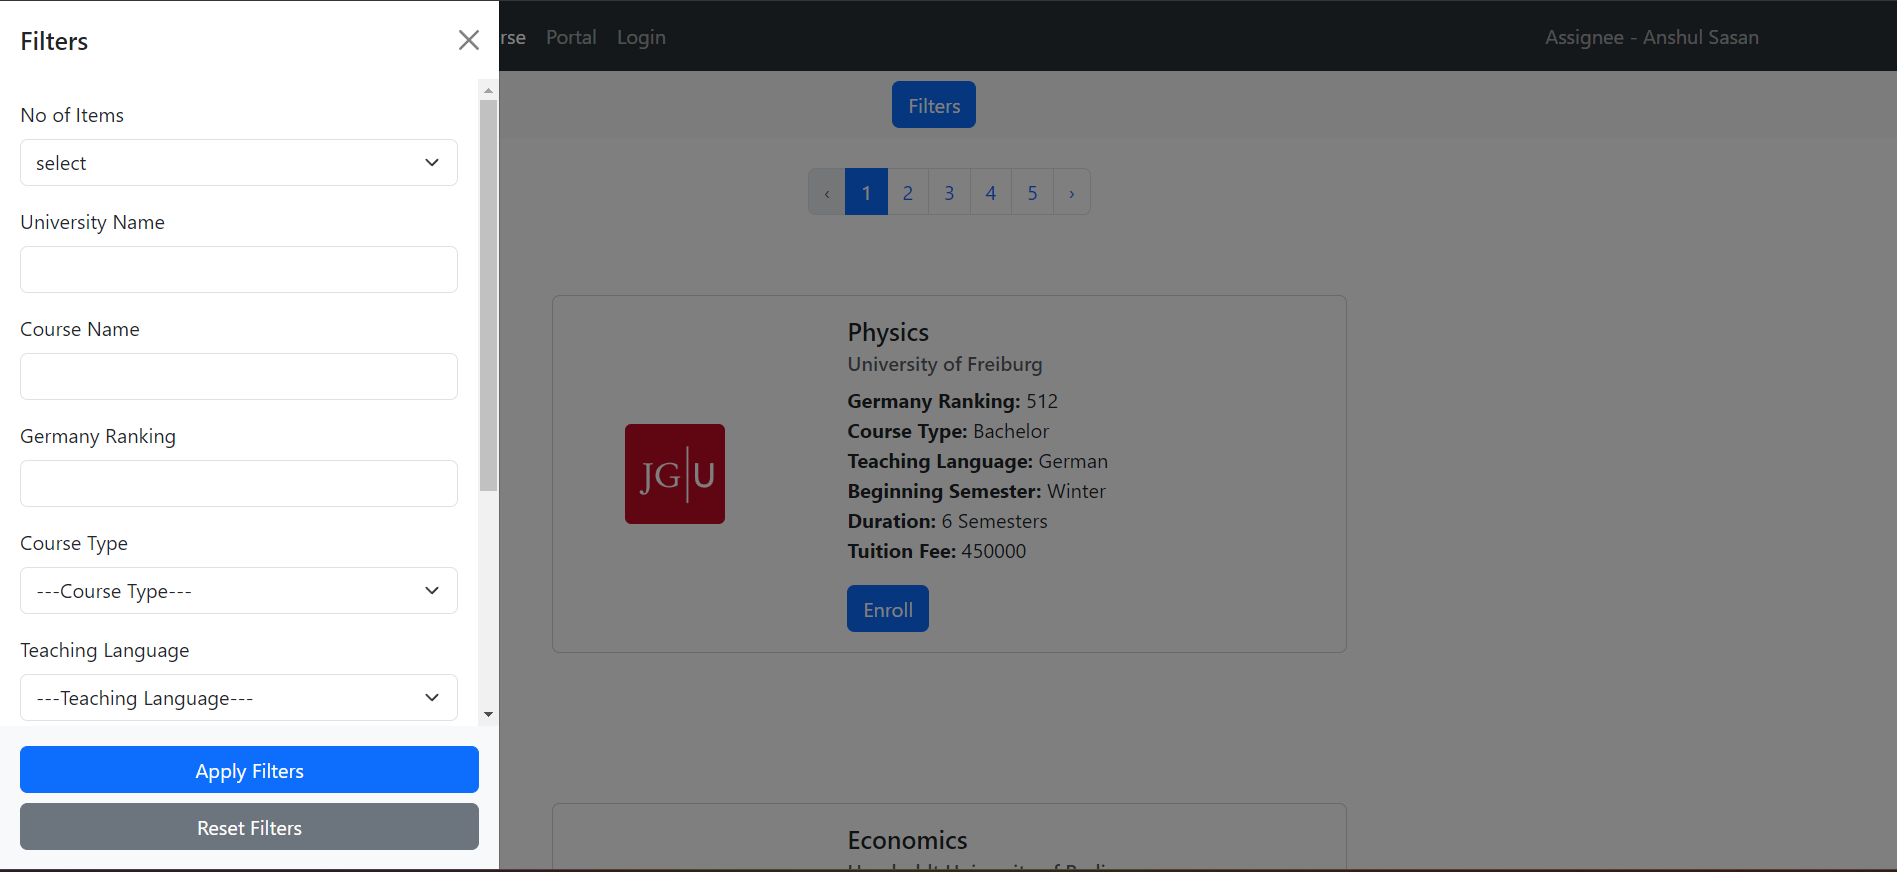 Filters
No of Items
select
University Name
Course Name
Germany Ranking
Course Type
---Course Type---
Teaching Language
---Teaching Language---
Apply Filters
Reset Filters
rse Portal Login
Assignee - Anshul Sasan
Filters
‹ 1 2 3 4 5 ›
JG|U
Physics
University of Freiburg
Germany Ranking: 512
Course Type: Bachelor
Teaching Language: German
Beginning Semester: Winter
Duration: 6 Semesters
Tuition Fee: 450000
Enroll
Economics